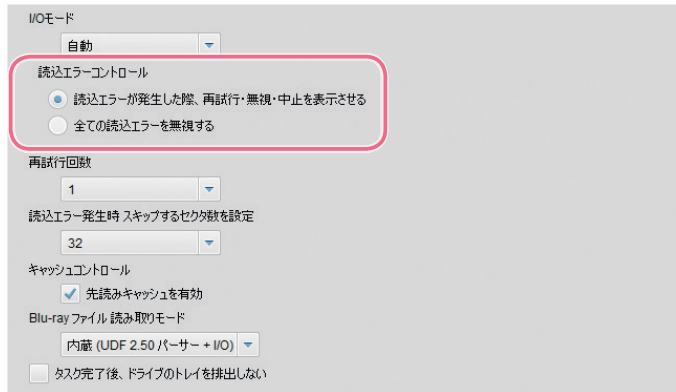 I/Oモード
自動
読込エラーコントロール
読込エラーが発生した際、再試行・無視・中止を表示させる
全ての読込エラーを無視する
再試行回数
1
読込エラー発生時 スキップするセクタ数を設定
32
キャッシュコントロール
先読みキャッシュを有効
Blu-ray ファイル 読み取りモード
内蔵 (UDF 2.50 パーサー + I/O)
タスク完了後、ドライブのトレイを排出しない